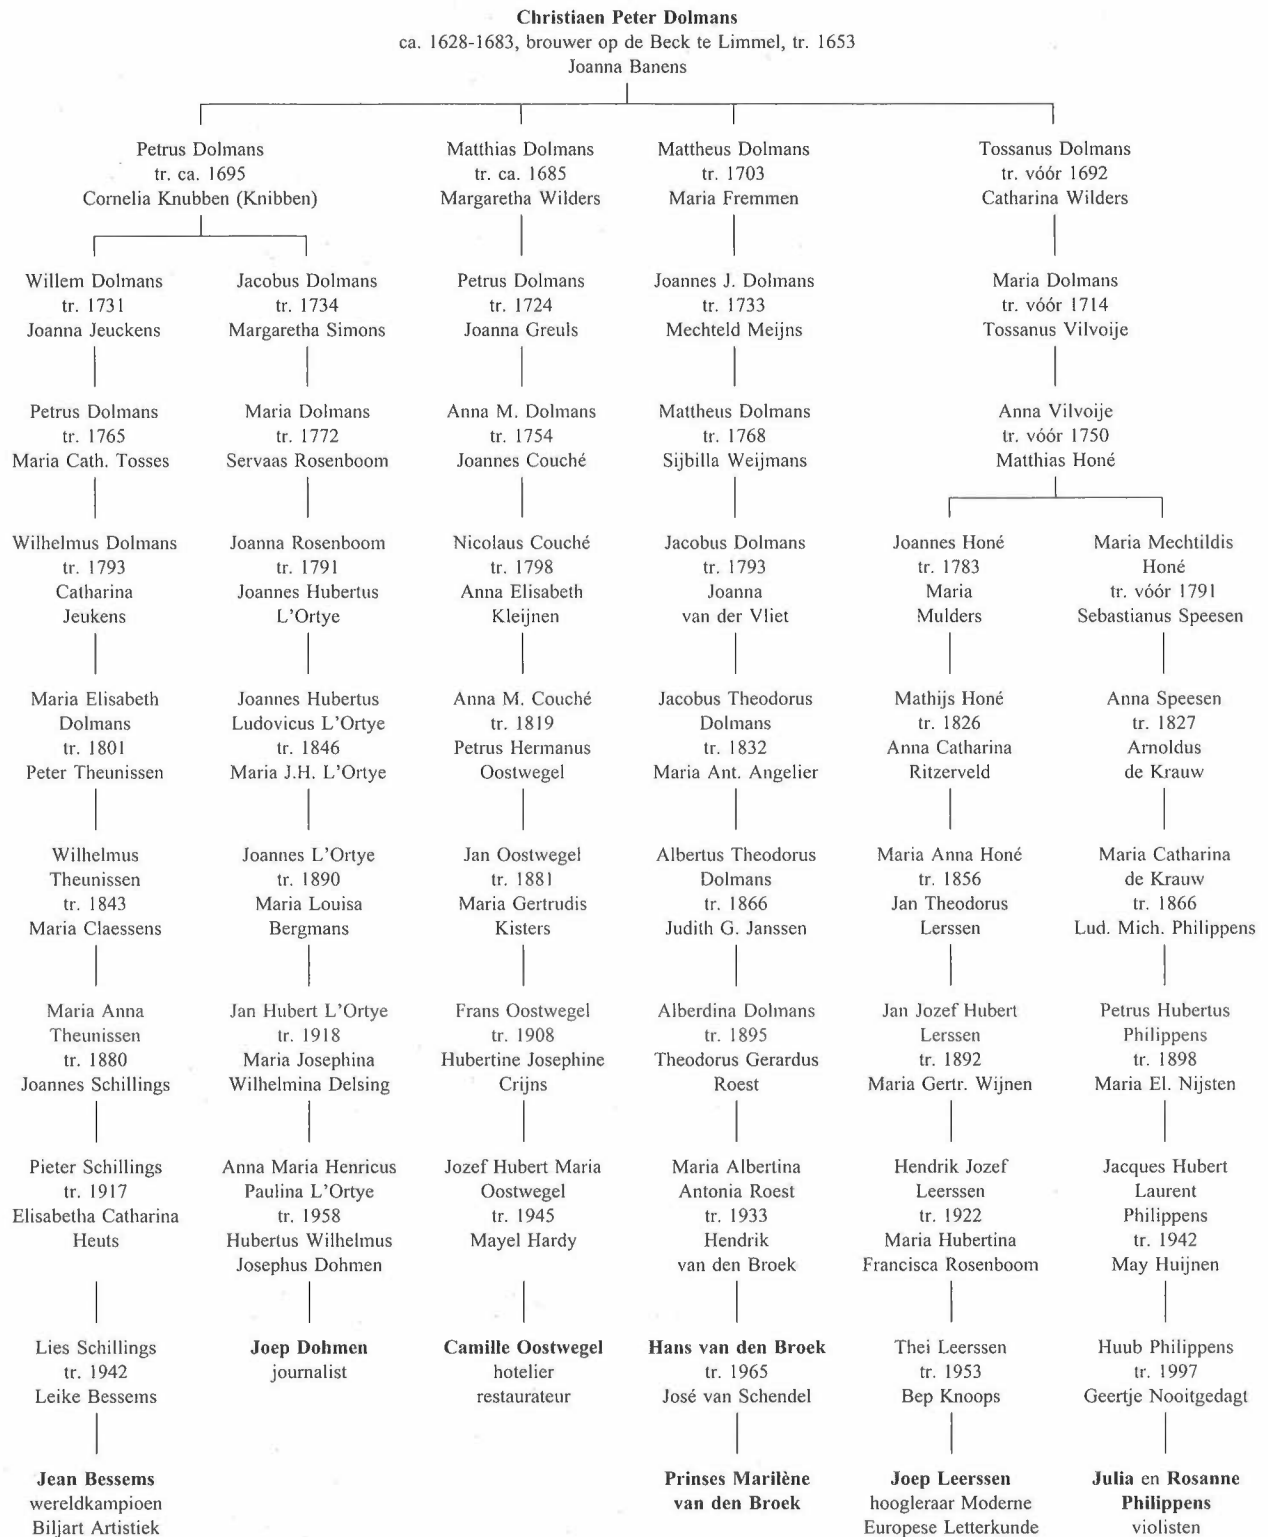 Christiaen Peter Dolmans
ca. 1628-1683, brouwer op de Beck te Limmel, tr. 1653
Joanna Banens
Petrus Dolmans
tr. ca. 1695
Cornelia Knubben (Knibben)
Matthias Dolmans
tr. ca. 1685
Margaretha Wilders
Mattheus Dolmans
tr. 1703
Maria Fremmen
Tossanus Dolmans
tr. vóór 1692
Catharina Wilders
Willem Dolmans
tr. 1731
Joanna Jeuckens
Jacobus Dolmans
tr. 1734
Margaretha Simons
Petrus Dolmans
tr. 1724
Joanna Greuls
Joannes J. Dolmans
tr. 1733
Mechteld Meijns
Maria Dolmans
tr. vóór 1714
Tossanus Vilvoije
Petrus Dolmans
tr. 1765
Maria Cath. Tosses
Maria Dolmans
tr. 1772
Servaas Rosenboom
Anna M. Dolmans
tr. 1754
Joannes Couché
Mattheus Dolmans
tr. 1768
Sijbilla Weijmans
Anna Vilvoije
tr. vóór 1750
Matthias Honé
Wilhelmus Dolmans
tr. 1793
Catharina
Jeukens
Joanna Rosenboom
tr. 1791
Joannes Hubertus
L'Ortye
Nicolaus Couché
tr. 1798
Anna Elisabeth
Kleijnen
Jacobus Dolmans
tr. 1793
Joanna
van der Vliet
Joannes Honé
tr. 1783
Maria
Mulders
Maria Mechtildis
Honé
tr. vóór 1791
Sebastianus Speesen
Maria Elisabeth
Dolmans
tr. 1801
Peter Theunissen
Joannes Hubertus
Ludovicus L'Ortye
tr. 1846
Maria J.H. L'Ortye
Anna M. Couché
tr. 1819
Petrus Hermanus
Oostwegel
Jacobus Theodorus
Dolmans
tr. 1832
Maria Ant. Angelier
Mathijs Honé
tr. 1826
Anna Catharina
Ritzerveld
Anna Speesen
tr. 1827
Arnoldus
de Krauw
Wilhelmus
Theunissen
tr. 1843
Maria Claessens
Joannes L'Ortye
tr. 1890
Maria Louisa
Bergmans
Jan Oostwegel
tr. 1881
Maria Gertrudis
Kisters
Albertus Theodorus
Dolmans
tr. 1866
Judith G. Janssen
Maria Anna Honé
tr. 1856
Jan Theodorus
Lerssen
Maria Catharina
de Krauw
tr. 1866
Lud. Mich. Philippens
Maria Anna
Theunissen
tr. 1880
Joannes Schillings
Jan Hubert L'Ortye
tr. 1918
Maria Josephina
Wilhelmina Delsing
Frans Oostwegel
tr. 1908
Hubertine Josephine
Crijns
Alberdina Dolmans
tr. 1895
Theodorus Gerardus
Roest
Jan Jozef Hubert
Lerssen
tr. 1892
Maria Gertr. Wijnen
Petrus Hubertus
Philippens
tr. 1898
Maria El. Nijsten
Pieter Schillings
tr. 1917
Elisabetha Catharina
Heuts
Anna Maria Henricus
Paulina L'Ortye
tr. 1958
Hubertus Wilhelmus
Josephus Dohmen
Jozef Hubert Maria
Oostwegel
tr. 1945
Mayel Hardy
Maria Albertina
Antonia Roest
tr. 1933
Hendrik
van den Broek
Hendrik Jozef
Leerssen
tr. 1922
Maria Hubertina
Francisca Rosenboom
Jacques Hubert
Laurent
Philippens
tr. 1942
May Huijnen
Lies Schillings
tr. 1942
Leike Bessems
Joep Dohmen
journalist
Camille Oostwegel
hotelier
restaurateur
Hans van den Broek
tr. 1965
José van Schendel
Thei Leerssen
tr. 1953
Bep Knoops
Huub Philippens
tr. 1997
Geertje Nooitgedagt
Jean Bessems
wereldkampioen
Biljart Artistiek
Prinses Marilène
van den Broek
Joep Leerssen
hoogleraar Moderne
Europese Letterkunde
Julia en Rosanne
Philippens
violisten